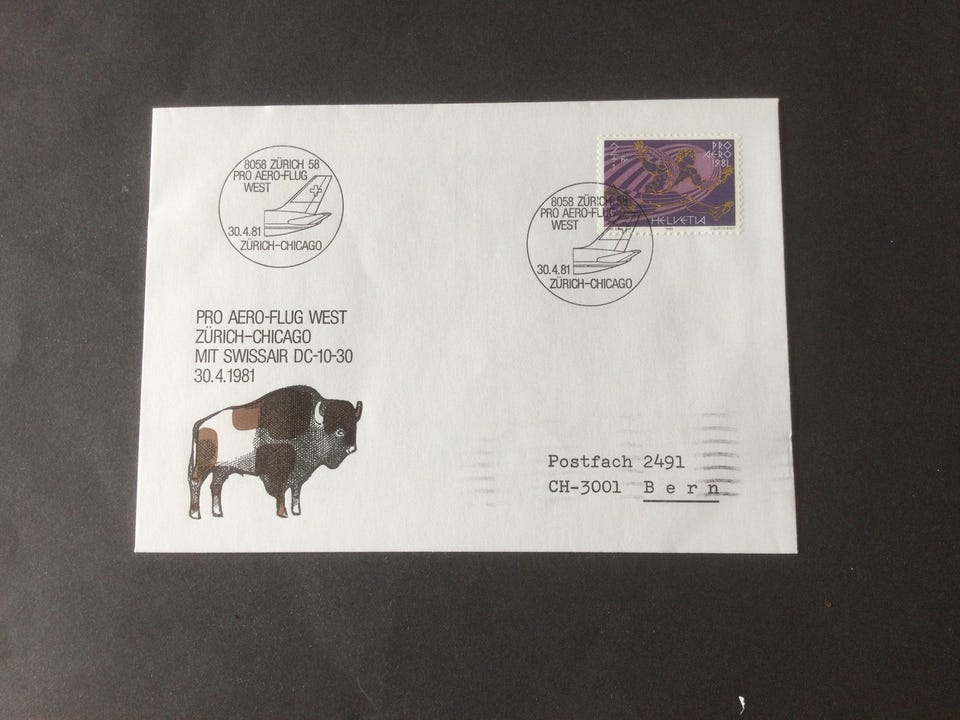 8058 ZÜRICH 58
PRO AERO-FLUG
WEST
30.4.81
ZÜRICH-CHICAGO
PRO
AERO
1981
HELVETIA
8058 ZÜRICH 58
PRO AERO-FLUG
WEST
30.4.81
ZÜRICH-CHICAGO
PRO AERO-FLUG WEST
ZÜRICH-CHICAGO
MIT SWISSAIR DC-10-30
30.4.1981
Postfach 2491
CH-3001 Bern